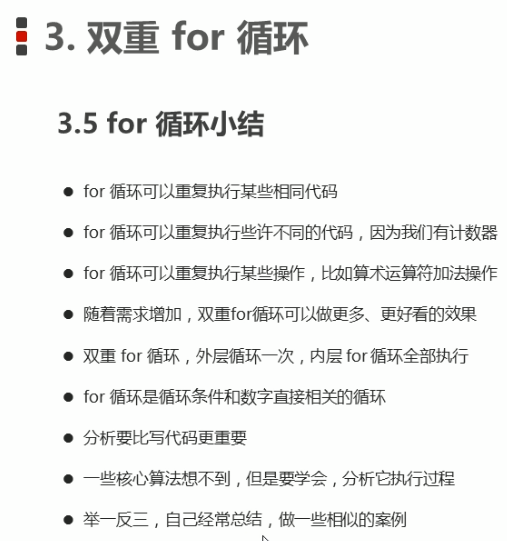 3. 双重 for 循环
3.5 for 循环小结
● for 循环可以重复执行某些相同代码
● for 循环可以重复执行些许不同的代码，因为我们有计数器
● for 循环可以重复执行某些操作，比如算术运算符加法操作
● 随着需求增加，双重for循环可以做更多、更好看的效果
● 双重 for 循环，外层循环一次，内层 for 循环全部执行
● for 循环是循环条件和数字直接相关的循环
● 分析要比写代码更重要
● 一些核心算法想不到，但是要学会，分析它执行过程
● 举一反三，自己经常总结，做一些相似的案例